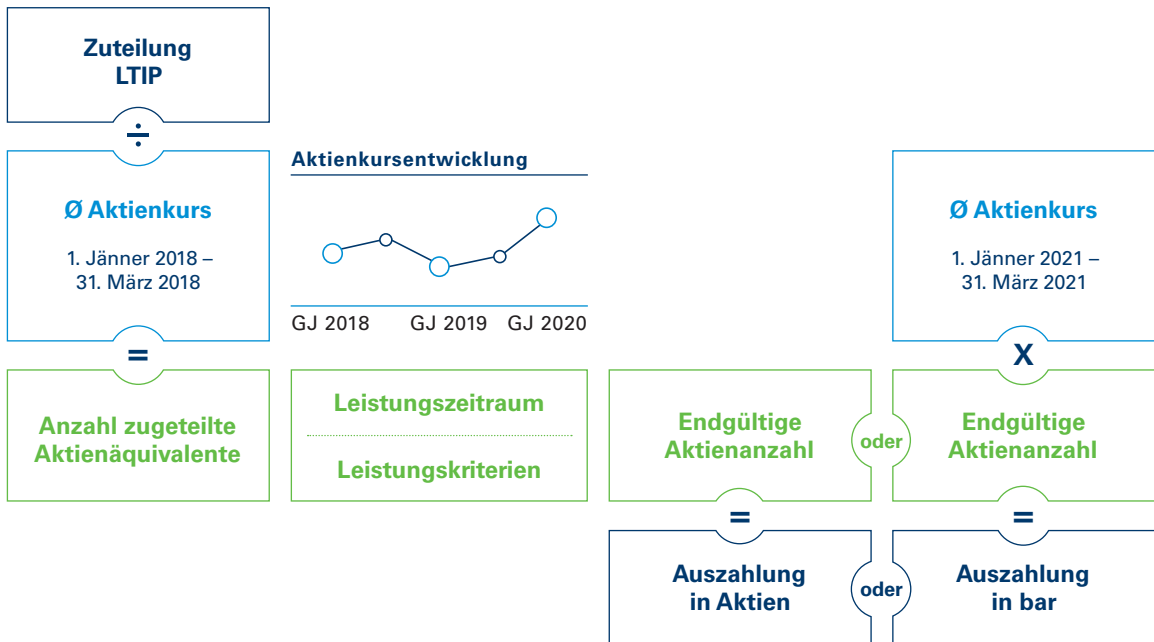 Zuteilung
LTIP
÷
Ø Aktienkurs
1. Jänner 2018 –
31. März 2018
=
Anzahl zugeteilte
Aktienäquivalente
Aktienkursentwicklung
GJ 2018 GJ 2019 GJ 2020
Leistungszeitraum
Leistungskriterien
Ø Aktienkurs
1. Jänner 2021 –
31. März 2021
X
Endgültige
Aktienanzahl
oder
Endgültige
Aktienanzahl
=
=
Auszahlung
in Aktien
oder
Auszahlung
in bar